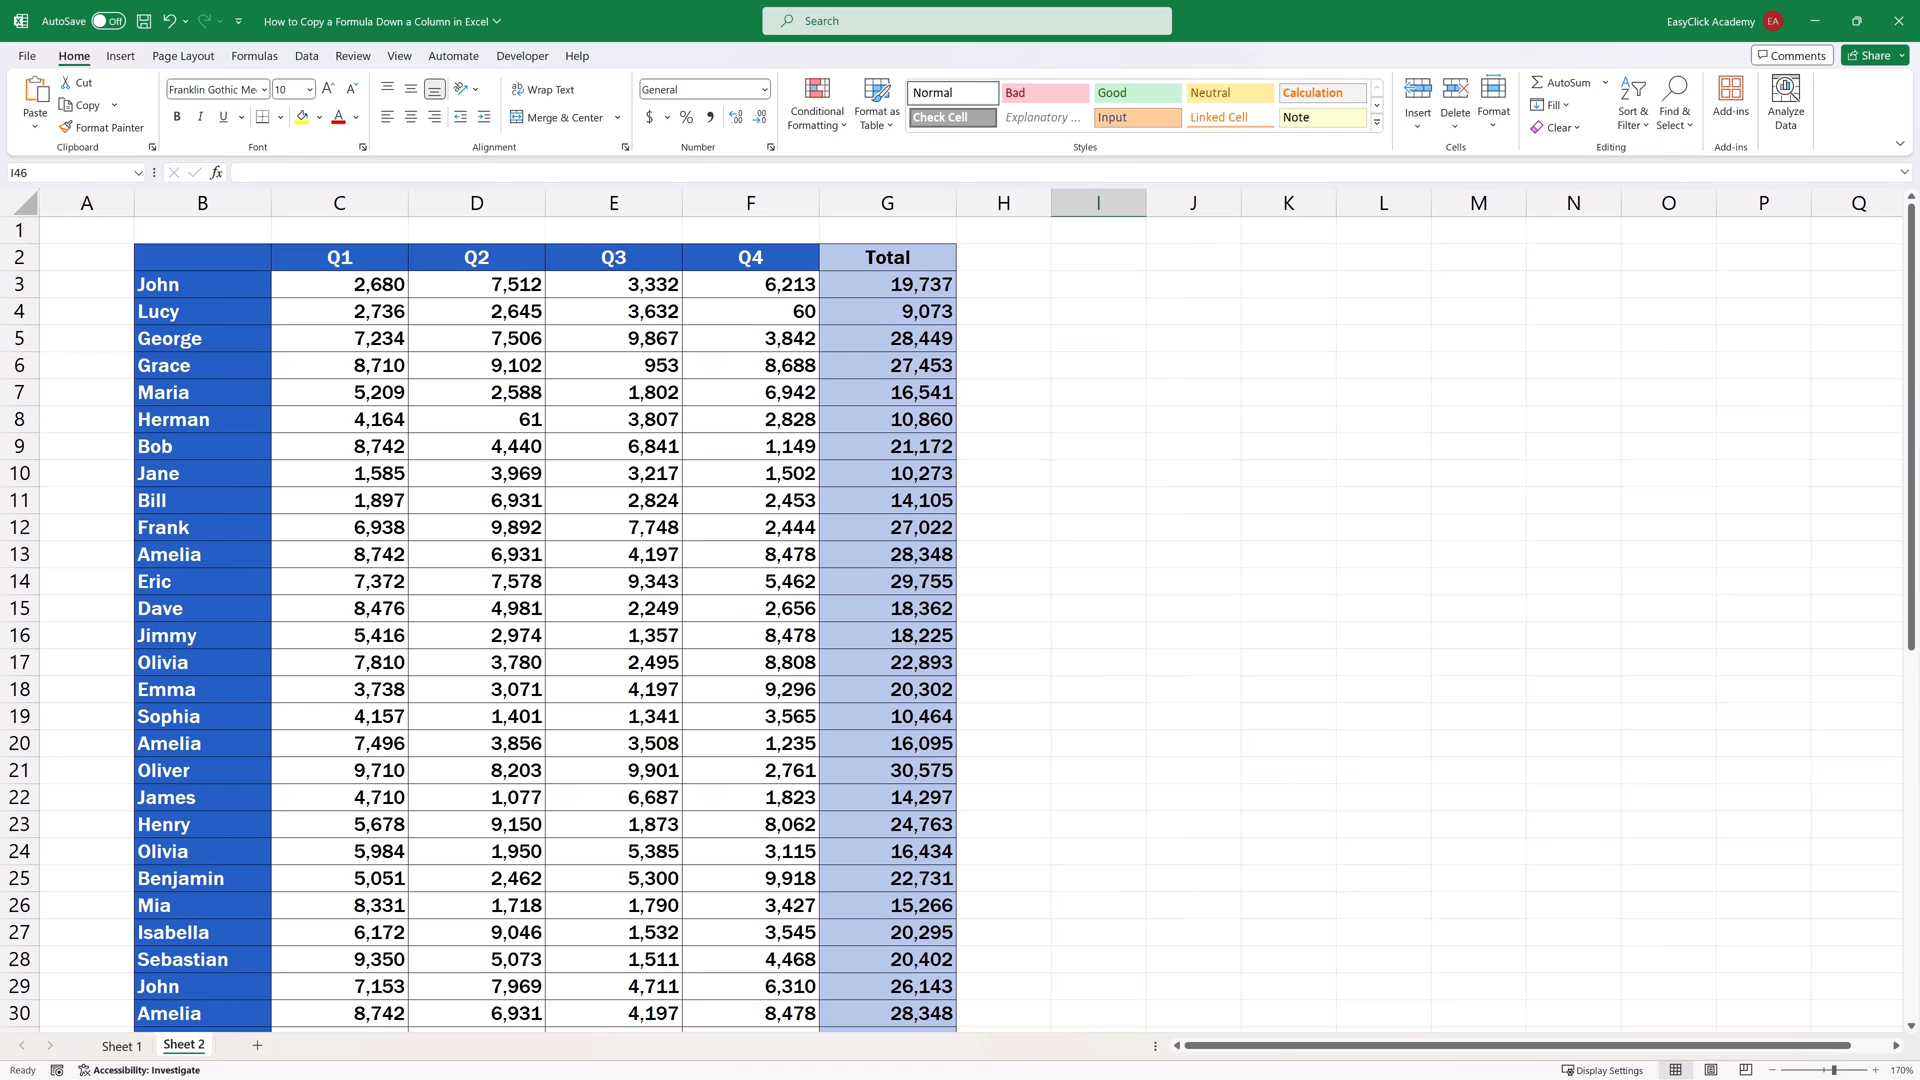 AutoSave Off How to Copy a Formula Down a Column in Excel Search EasyClick Academy EA
File Home Insert Page Layout Formulas Data Review View Automate Developer Help Comments Share
Paste Cut Copy Format Painter Clipboard
Franklin Gothic Me 10 B I U A Font
Wrap Text Merge & Center Alignment
General $ % Number
Conditional Formatting Format as Table
Normal Bad Good Neutral Calculation
Check Cell Explanatory ... Input Linked Cell Note
Styles
Insert Delete Format Cells
AutoSum Fill Clear Sort & Filter Find & Select Editing
Add-ins Add-ins
Analyze Data
I46 fx
A B C D E F G H I J K L M N O P Q
1
2 Q1 Q2 Q3 Q4 Total
3 John 2,680 7,512 3,332 6,213 19,737
4 Lucy 2,736 2,645 3,632 60 9,073
5 George 7,234 7,506 9,867 3,842 28,449
6 Grace 8,710 9,102 953 8,688 27,453
7 Maria 5,209 2,588 1,802 6,942 16,541
8 Herman 4,164 61 3,807 2,828 10,860
9 Bob 8,742 4,440 6,841 1,149 21,172
10 Jane 1,585 3,969 3,217 1,502 10,273
11 Bill 1,897 6,931 2,824 2,453 14,105
12 Frank 6,938 9,892 7,748 2,444 27,022
13 Amelia 8,742 6,931 4,197 8,478 28,348
14 Eric 7,372 7,578 9,343 5,462 29,755
15 Dave 8,476 4,981 2,249 2,656 18,362
16 Jimmy 5,416 2,974 1,357 8,478 18,225
17 Olivia 7,810 3,780 2,495 8,808 22,893
18 Emma 3,738 3,071 4,197 9,296 20,302
19 Sophia 4,157 1,401 1,341 3,565 10,464
20 Amelia 7,496 3,856 3,508 1,235 16,095
21 Oliver 9,710 8,203 9,901 2,761 30,575
22 James 4,710 1,077 6,687 1,823 14,297
23 Henry 5,678 9,150 1,873 8,062 24,763
24 Olivia 5,984 1,950 5,385 3,115 16,434
25 Benjamin 5,051 2,462 5,300 9,918 22,731
26 Mia 8,331 1,718 1,790 3,427 15,266
27 Isabella 6,172 9,046 1,532 3,545 20,295
28 Sebastian 9,350 5,073 1,511 4,468 20,402
29 John 7,153 7,969 4,711 6,310 26,143
30 Amelia 8,742 6,931 4,197 8,478 28,348
Sheet 1 Sheet 2
Ready Accessibility: Investigate Display Settings 170%